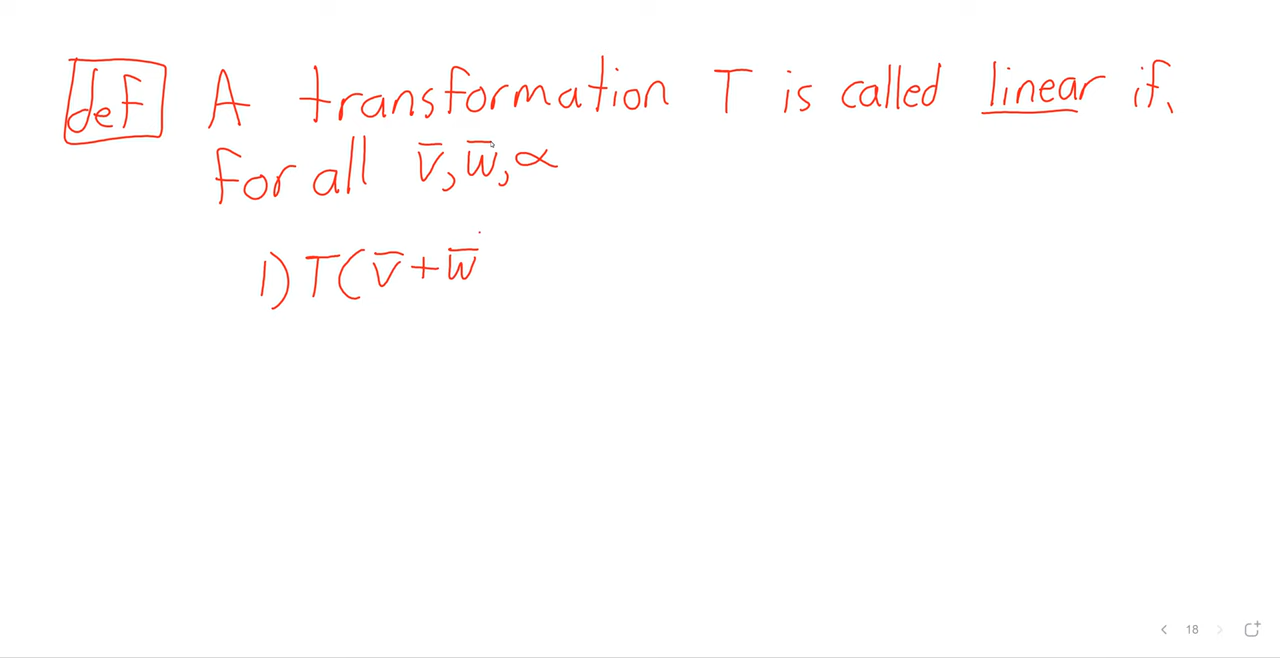 def A transformation T is called linear if,
for all v̄, w̄, α
1) T(v̄ + w̄
18